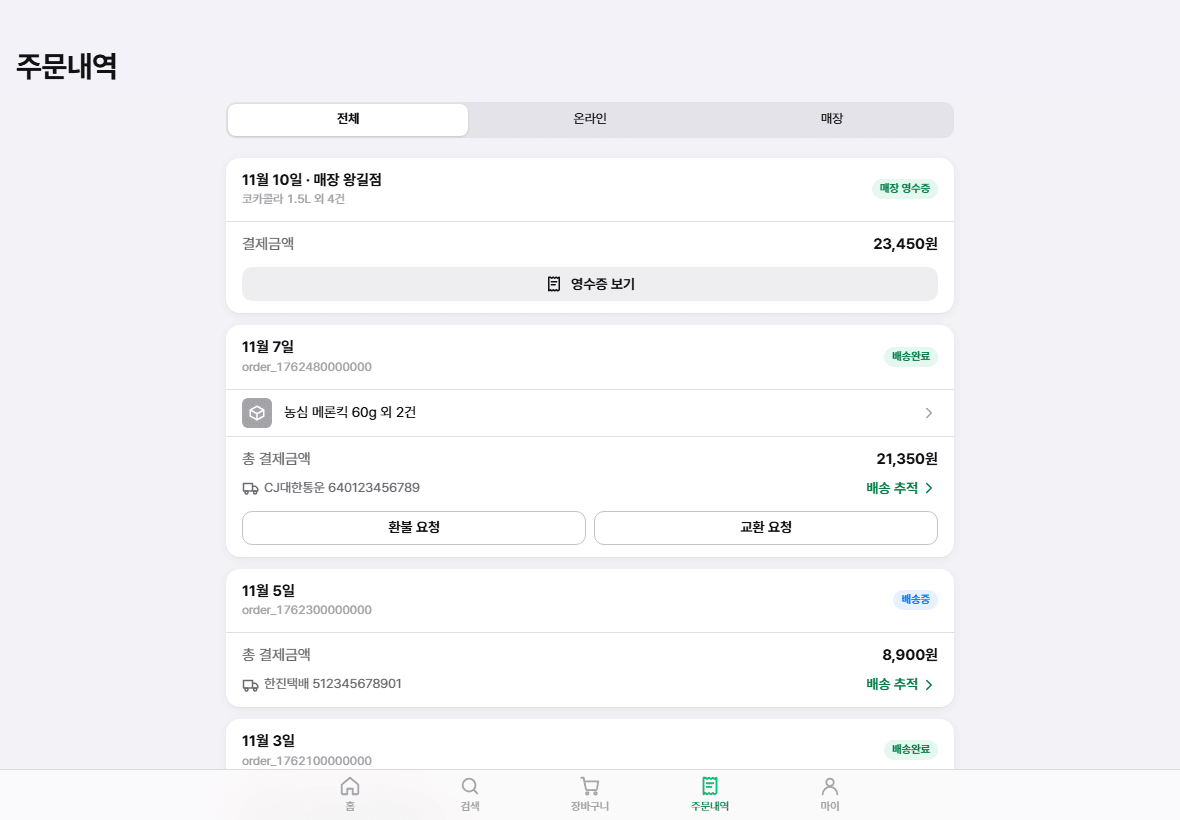 주문내역
전체
온라인
매장
11월 10일 · 매장 왕길점
코카콜라 1.5L 외 4건
매장 영수증
결제금액
23,450원
영수증 보기
11월 7일
order_1762480000000
배송완료
농심 메론킥 60g 외 2건
총 결제금액
21,350원
CJ대한통운 640123456789
배송 추적
환불 요청
교환 요청
11월 5일
order_1762300000000
배송중
총 결제금액
8,900원
한진택배 512345678901
배송 추적
11월 3일
order_1762100000000
배송완료
홈
검색
장바구니
주문내역
마이